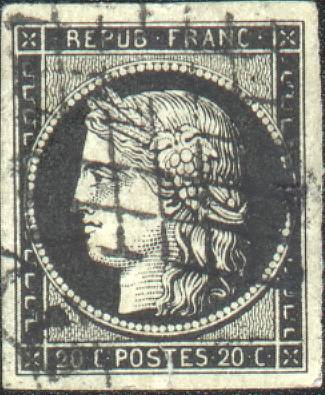 REPUB · FRANC ·
20 · C · POSTES · 20 · C ·